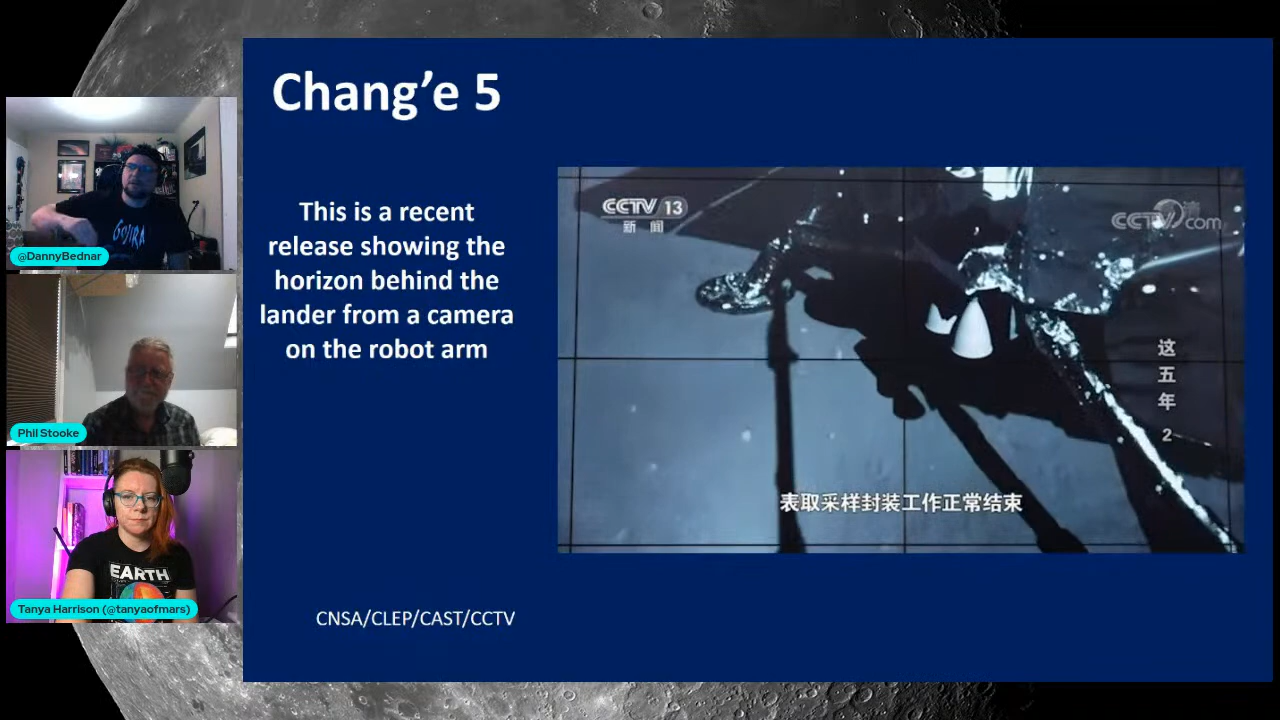 Chang’e 5
This is a recent
release showing the
horizon behind the
lander from a camera
on the robot arm
CNSA/CLEP/CAST/CCTV
CCTV 13
新闻
CCTV com
这五年 2
表取采样封装工作正常结束
@DannyBednar
GOJIRA
Phil Stooke
EARTH
Tanya Harrison (@tanyaofmars)